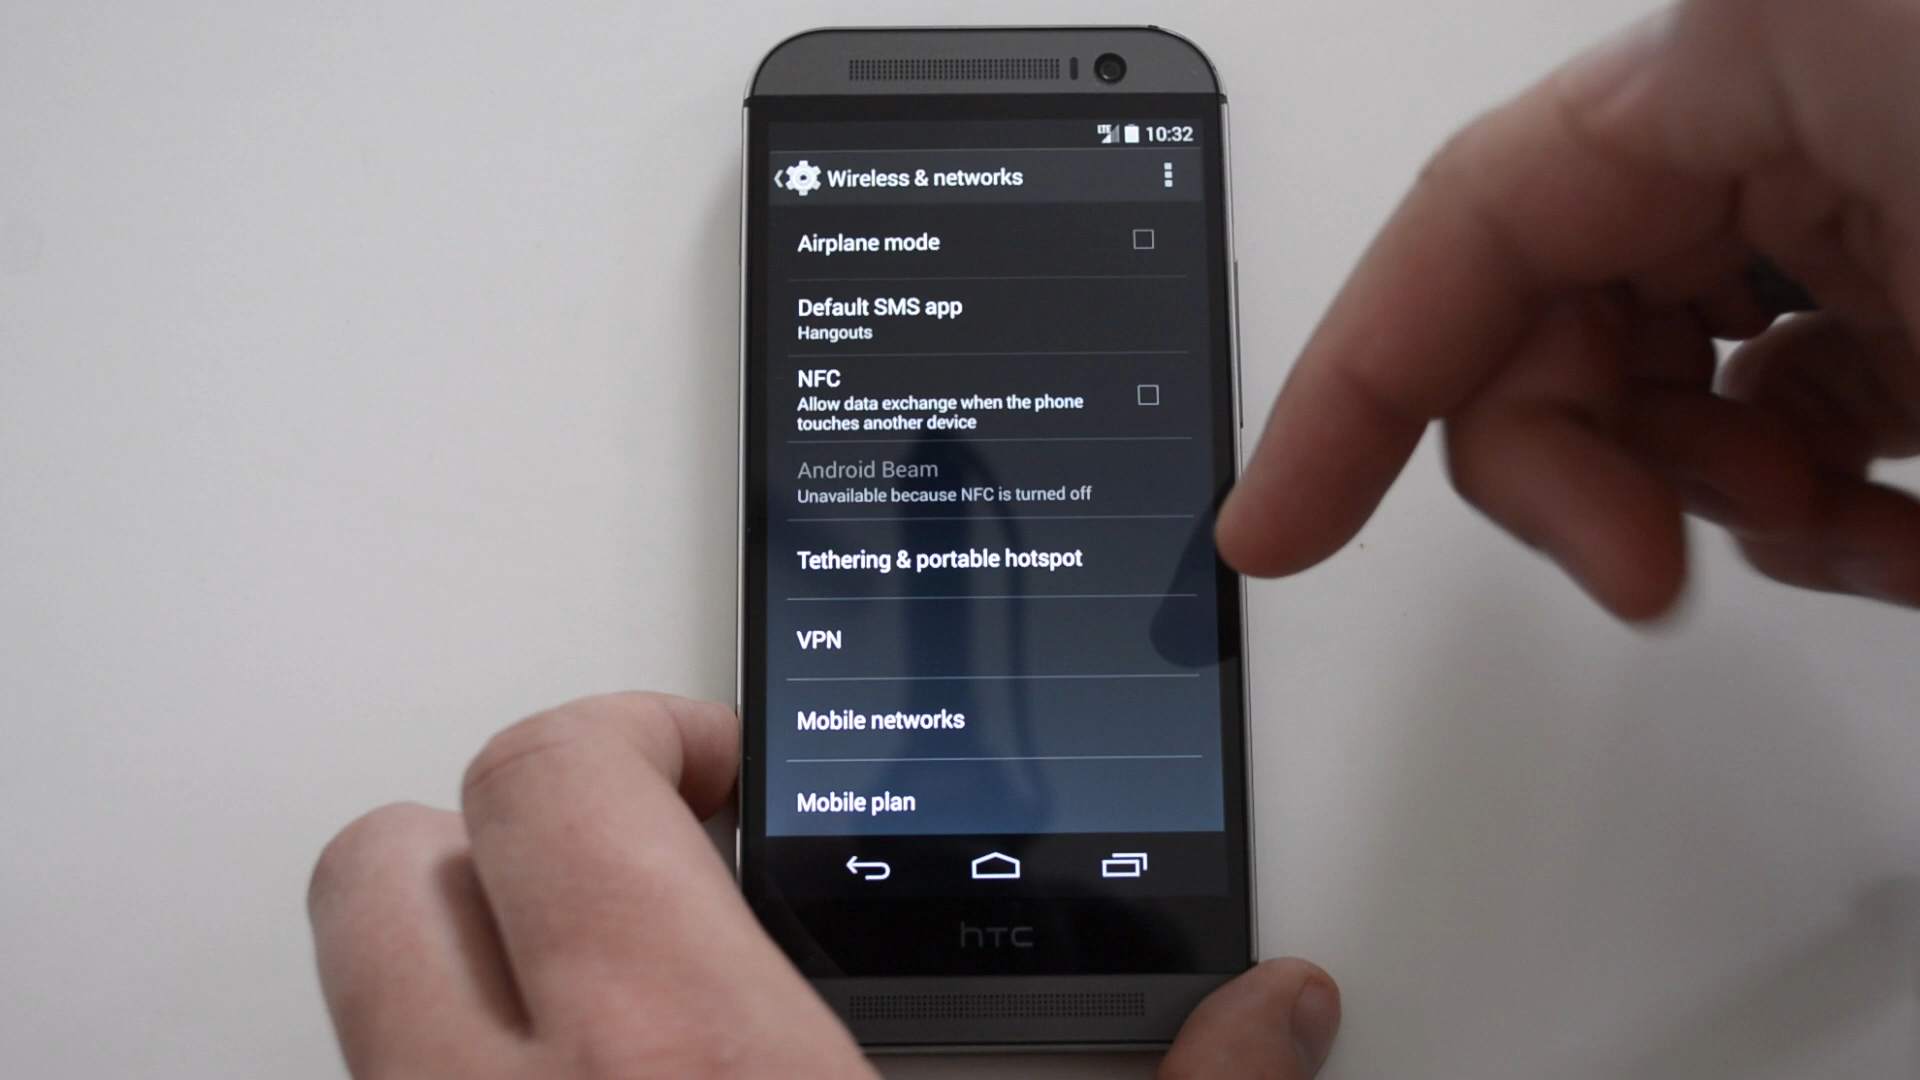 LTE 10:32
Wireless & networks
Airplane mode
Default SMS app
Hangouts
NFC
Allow data exchange when the phone
touches another device
Android Beam
Unavailable because NFC is turned off
Tethering & portable hotspot
VPN
Mobile networks
Mobile plan
hTC